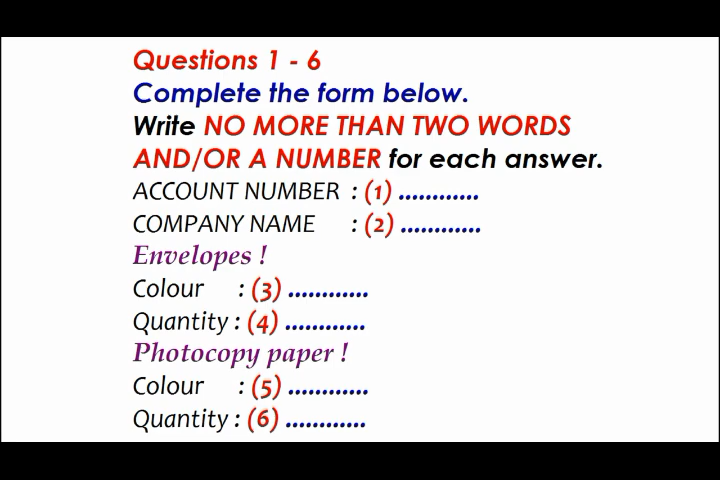 Questions 1 - 6
Complete the form below.
Write NO MORE THAN TWO WORDS
AND/OR A NUMBER for each answer.
ACCOUNT NUMBER : (1) ............
COMPANY NAME : (2) ............
Envelopes !
Colour : (3) ............
Quantity : (4) ............
Photocopy paper !
Colour : (5) ............
Quantity : (6) ............